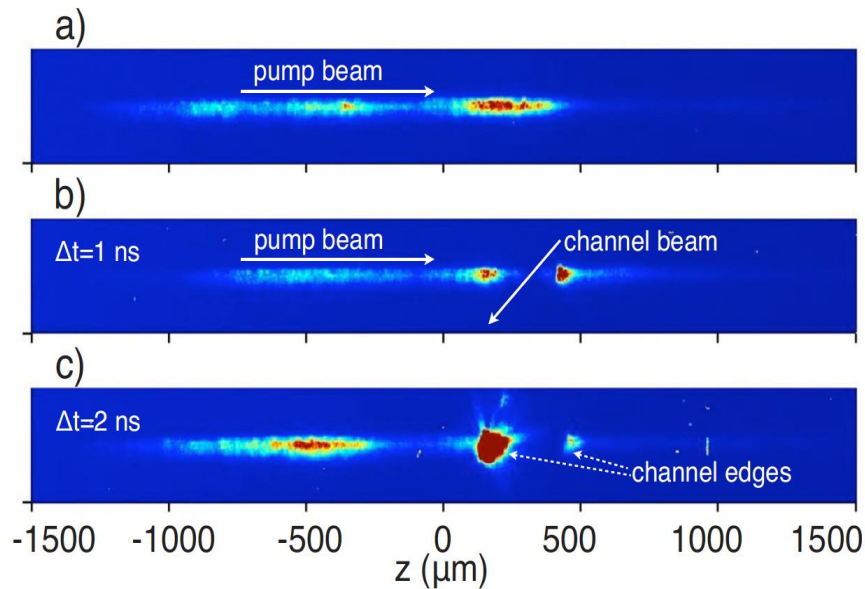 a)
pump beam
b)
Δt=1 ns
pump beam
channel beam
c)
Δt=2 ns
channel edges
-1500 -1000 -500 0 500 1000 1500
z (μm)